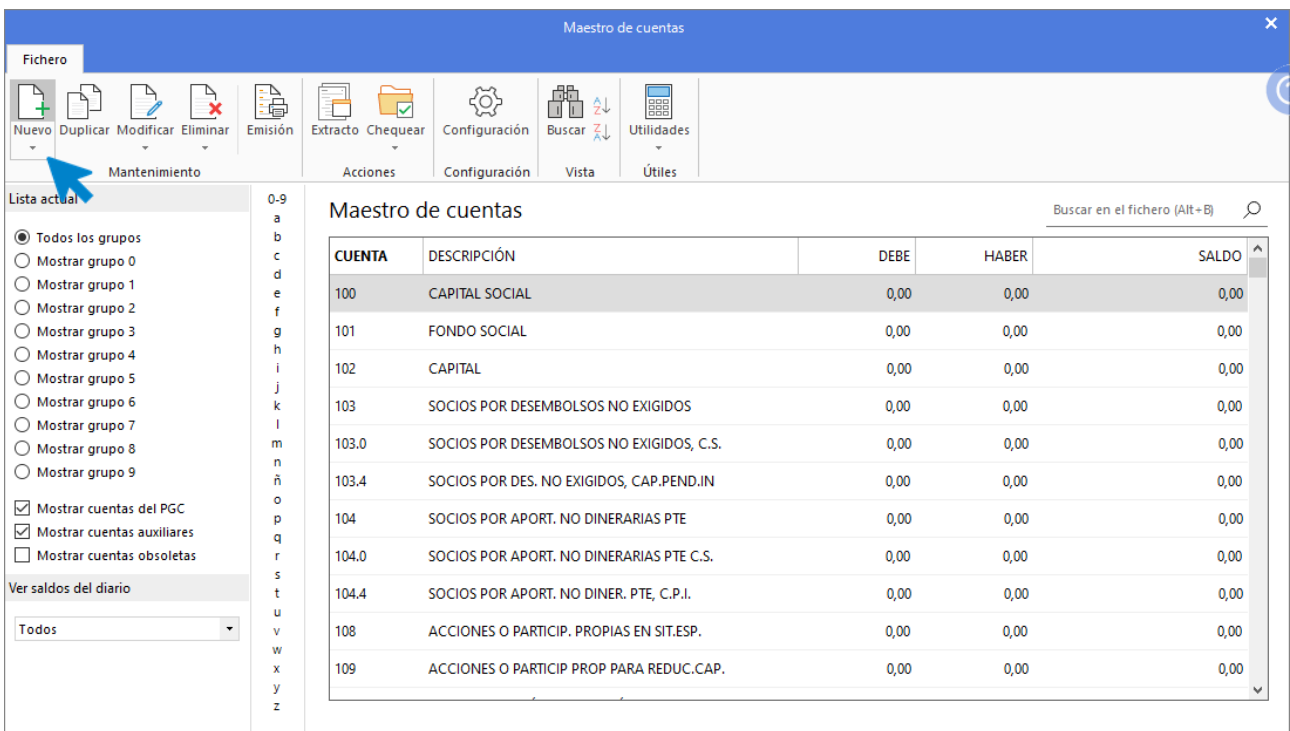 Maestro de cuentas
Fichero
Nuevo Duplicar Modificar Eliminar Emisión Extracto Chequear Configuración Buscar Utilidades
Mantenimiento Acciones Configuración Vista Útiles
Lista actual
Todos los grupos
Mostrar grupo 0
Mostrar grupo 1
Mostrar grupo 2
Mostrar grupo 3
Mostrar grupo 4
Mostrar grupo 5
Mostrar grupo 6
Mostrar grupo 7
Mostrar grupo 8
Mostrar grupo 9
Mostrar cuentas del PGC
Mostrar cuentas auxiliares
Mostrar cuentas obsoletas
Ver saldos del diario
Todos
0-9
a
b
c
d
e
f
g
h
i
j
k
l
m
n
ñ
o
p
q
r
s
t
u
v
w
x
y
z
Maestro de cuentas
Buscar en el fichero (Alt+B)
CUENTA DESCRIPCIÓN DEBE HABER SALDO
100 CAPITAL SOCIAL 0,00 0,00 0,00
101 FONDO SOCIAL 0,00 0,00 0,00
102 CAPITAL 0,00 0,00 0,00
103 SOCIOS POR DESEMBOLSOS NO EXIGIDOS 0,00 0,00 0,00
103.0 SOCIOS POR DESEMBOLSOS NO EXIGIDOS, C.S. 0,00 0,00 0,00
103.4 SOCIOS POR DES. NO EXIGIDOS, CAP.PEND.IN 0,00 0,00 0,00
104 SOCIOS POR APORT. NO DINERARIAS PTE 0,00 0,00 0,00
104.0 SOCIOS POR APORT. NO DINERARIAS PTE C.S. 0,00 0,00 0,00
104.4 SOCIOS POR APORT. NO DINER. PTE, C.P.I. 0,00 0,00 0,00
108 ACCIONES O PARTICIP. PROPIAS EN SIT.ESP. 0,00 0,00 0,00
109 ACCIONES O PARTICIP PROP PARA REDUC.CAP. 0,00 0,00 0,00